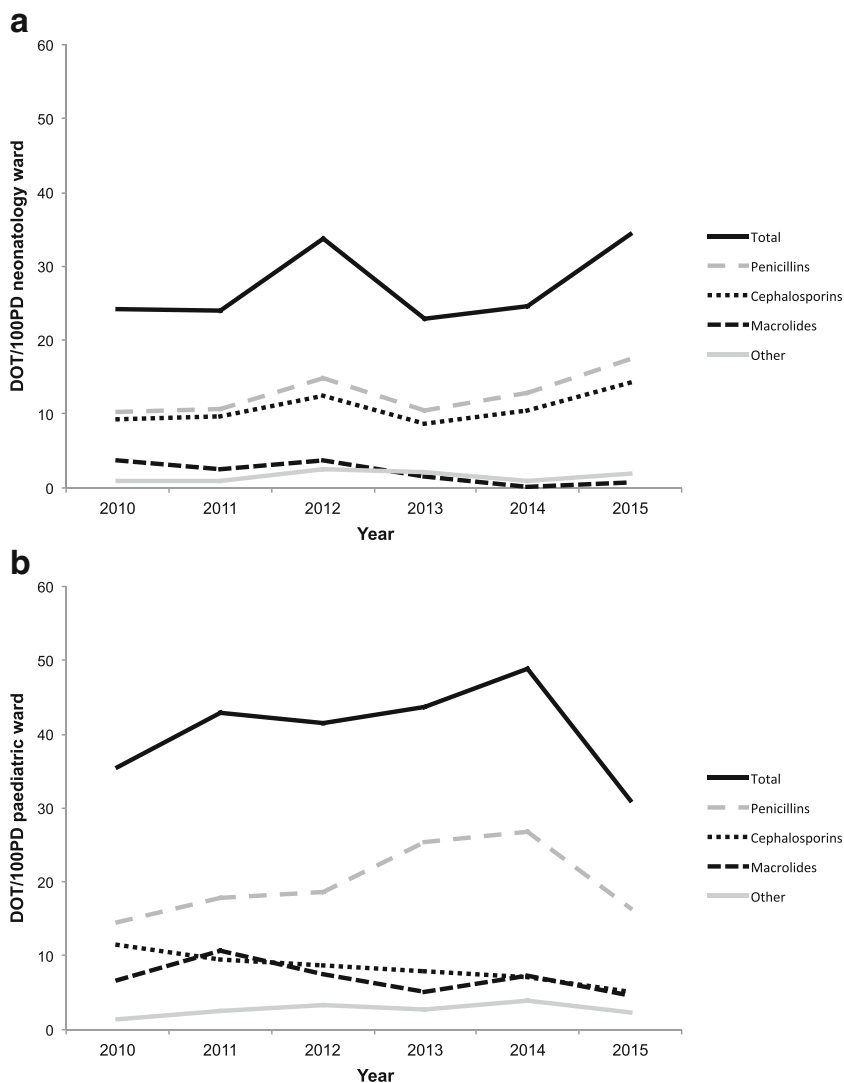 a
60
50
40
30
20
10
0
DOT/100PD neonatology ward
2010 2011 2012 2013 2014 2015
Year
Total
Penicillins
Cephalosporins
Macrolides
Other
b
60
50
40
30
20
10
0
DOT/100PD paediatric ward
2010 2011 2012 2013 2014 2015
Year
Total
Penicillins
Cephalosporins
Macrolides
Other